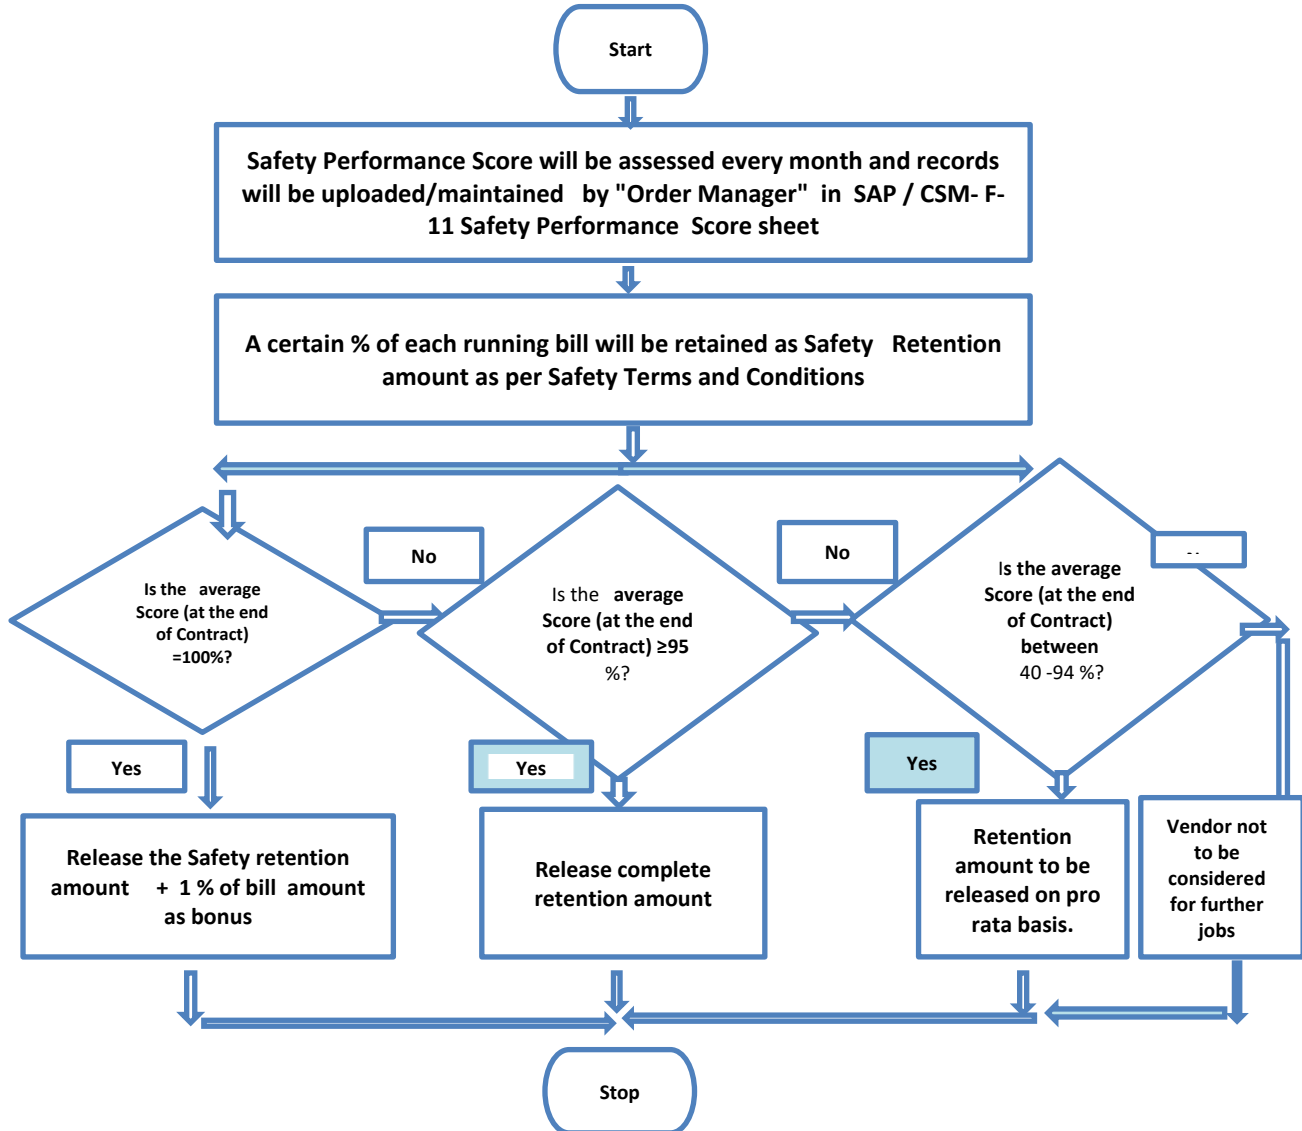 Start
Safety Performance Score will be assessed every month and records
will be uploaded/maintained by "Order Manager" in SAP / CSM- F-
11 Safety Performance Score sheet
A certain % of each running bill will be retained as Safety Retention
amount as per Safety Terms and Conditions
Is the average
Score (at the end
of Contract)
=100%?
No
Is the average
Score (at the end
of Contract) ≥95
%?
No
Is the average
Score (at the end
of Contract)
between
40 -94 %?
Yes
Yes
Yes
Release the Safety retention
amount + 1 % of bill amount
as bonus
Release complete
retention amount
Retention
amount to be
released on pro
rata basis.
Vendor not
to be
considered
for further
jobs
Stop